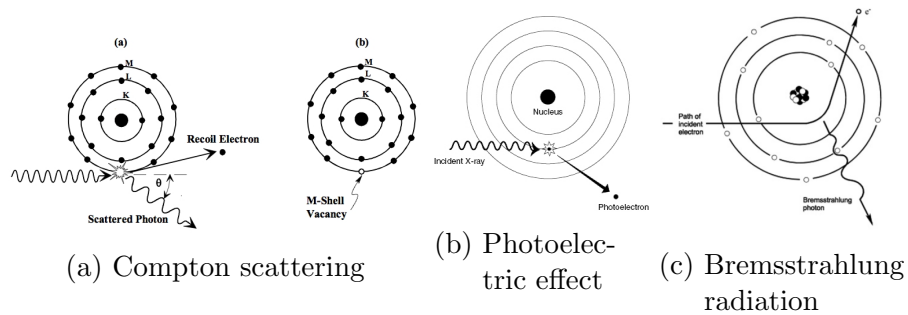 (a)
M
L
K
Recoil Electron
θ
Scattered Photon
(b)
M
L
K
M-Shell
Vacancy
Nucleus
Incident X-ray
Photoelectron
e⁻
Path of
incident
electron
Bremsstrahlung
photon
(a) Compton scattering
(b) Photoelec-
tric effect
(c) Bremsstrahlung
radiation